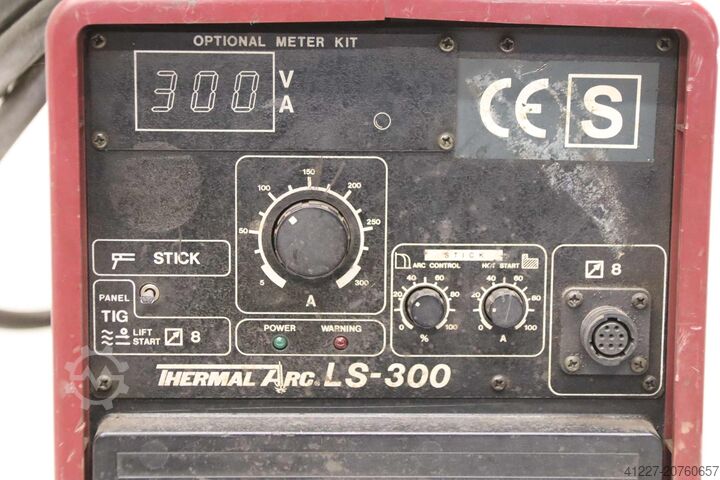 OPTIONAL METER KIT
300
V
A
CE S
150
100 200
50 250
5 300
A
STICK
PANEL
TIG
LIFT
START 8
POWER WARNING
STICK
ARC CONTROL HOT START
40 60
20 80
0 100
%
40 60
20 80
0 100
A
8
THERMAL ARC LS-300
Machineseeker
41227-20760657